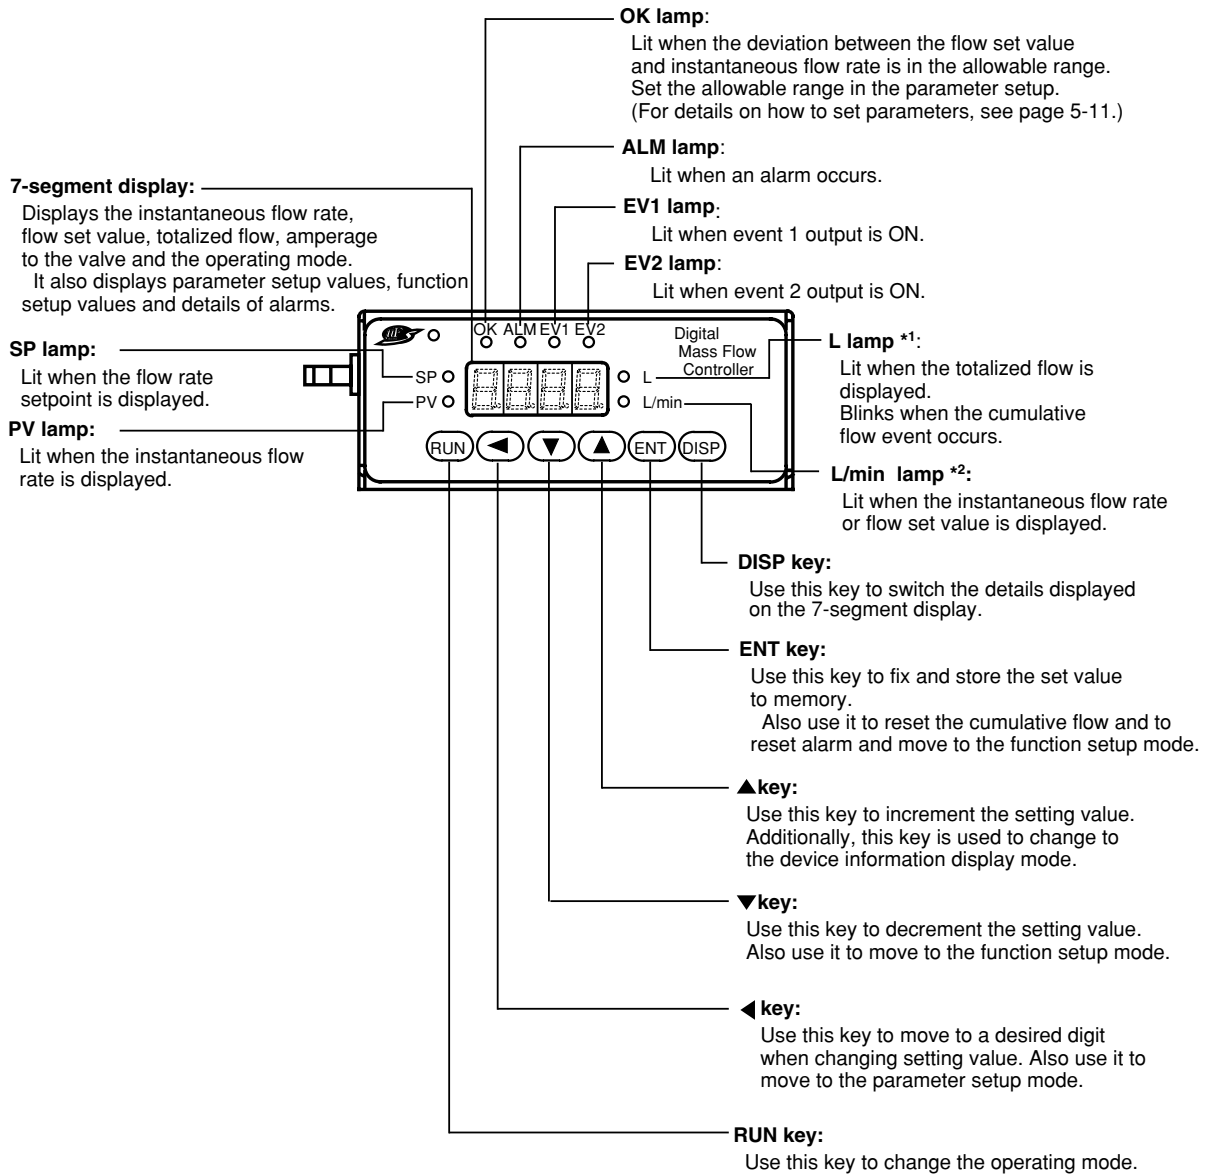 OK lamp:
Lit when the deviation between the flow set value
and instantaneous flow rate is in the allowable range.
Set the allowable range in the parameter setup.
(For details on how to set parameters, see page 5-11.)
ALM lamp:
Lit when an alarm occurs.
EV1 lamp:
Lit when event 1 output is ON.
EV2 lamp:
Lit when event 2 output is ON.
7-segment display:
Displays the instantaneous flow rate,
flow set value, totalized flow, amperage
to the valve and the operating mode.
It also displays parameter setup values, function
setup values and details of alarms.
SP lamp:
Lit when the flow rate
setpoint is displayed.
PV lamp:
Lit when the instantaneous flow
rate is displayed.
OK ALM EV1 EV2
Digital
Mass Flow
Controller
SP
PV
L
L/min
RUN ◀ ▼ ▲ ENT DISP
L lamp *1:
Lit when the totalized flow is
displayed.
Blinks when the cumulative
flow event occurs.
L/min lamp *2:
Lit when the instantaneous flow rate
or flow set value is displayed.
DISP key:
Use this key to switch the details displayed
on the 7-segment display.
ENT key:
Use this key to fix and store the set value
to memory.
Also use it to reset the cumulative flow and to
reset alarm and move to the function setup mode.
▲key:
Use this key to increment the setting value.
Additionally, this key is used to change to
the device information display mode.
▼key:
Use this key to decrement the setting value.
Also use it to move to the function setup mode.
◀ key:
Use this key to move to a desired digit
when changing setting value. Also use it to
move to the parameter setup mode.
RUN key:
Use this key to change the operating mode.